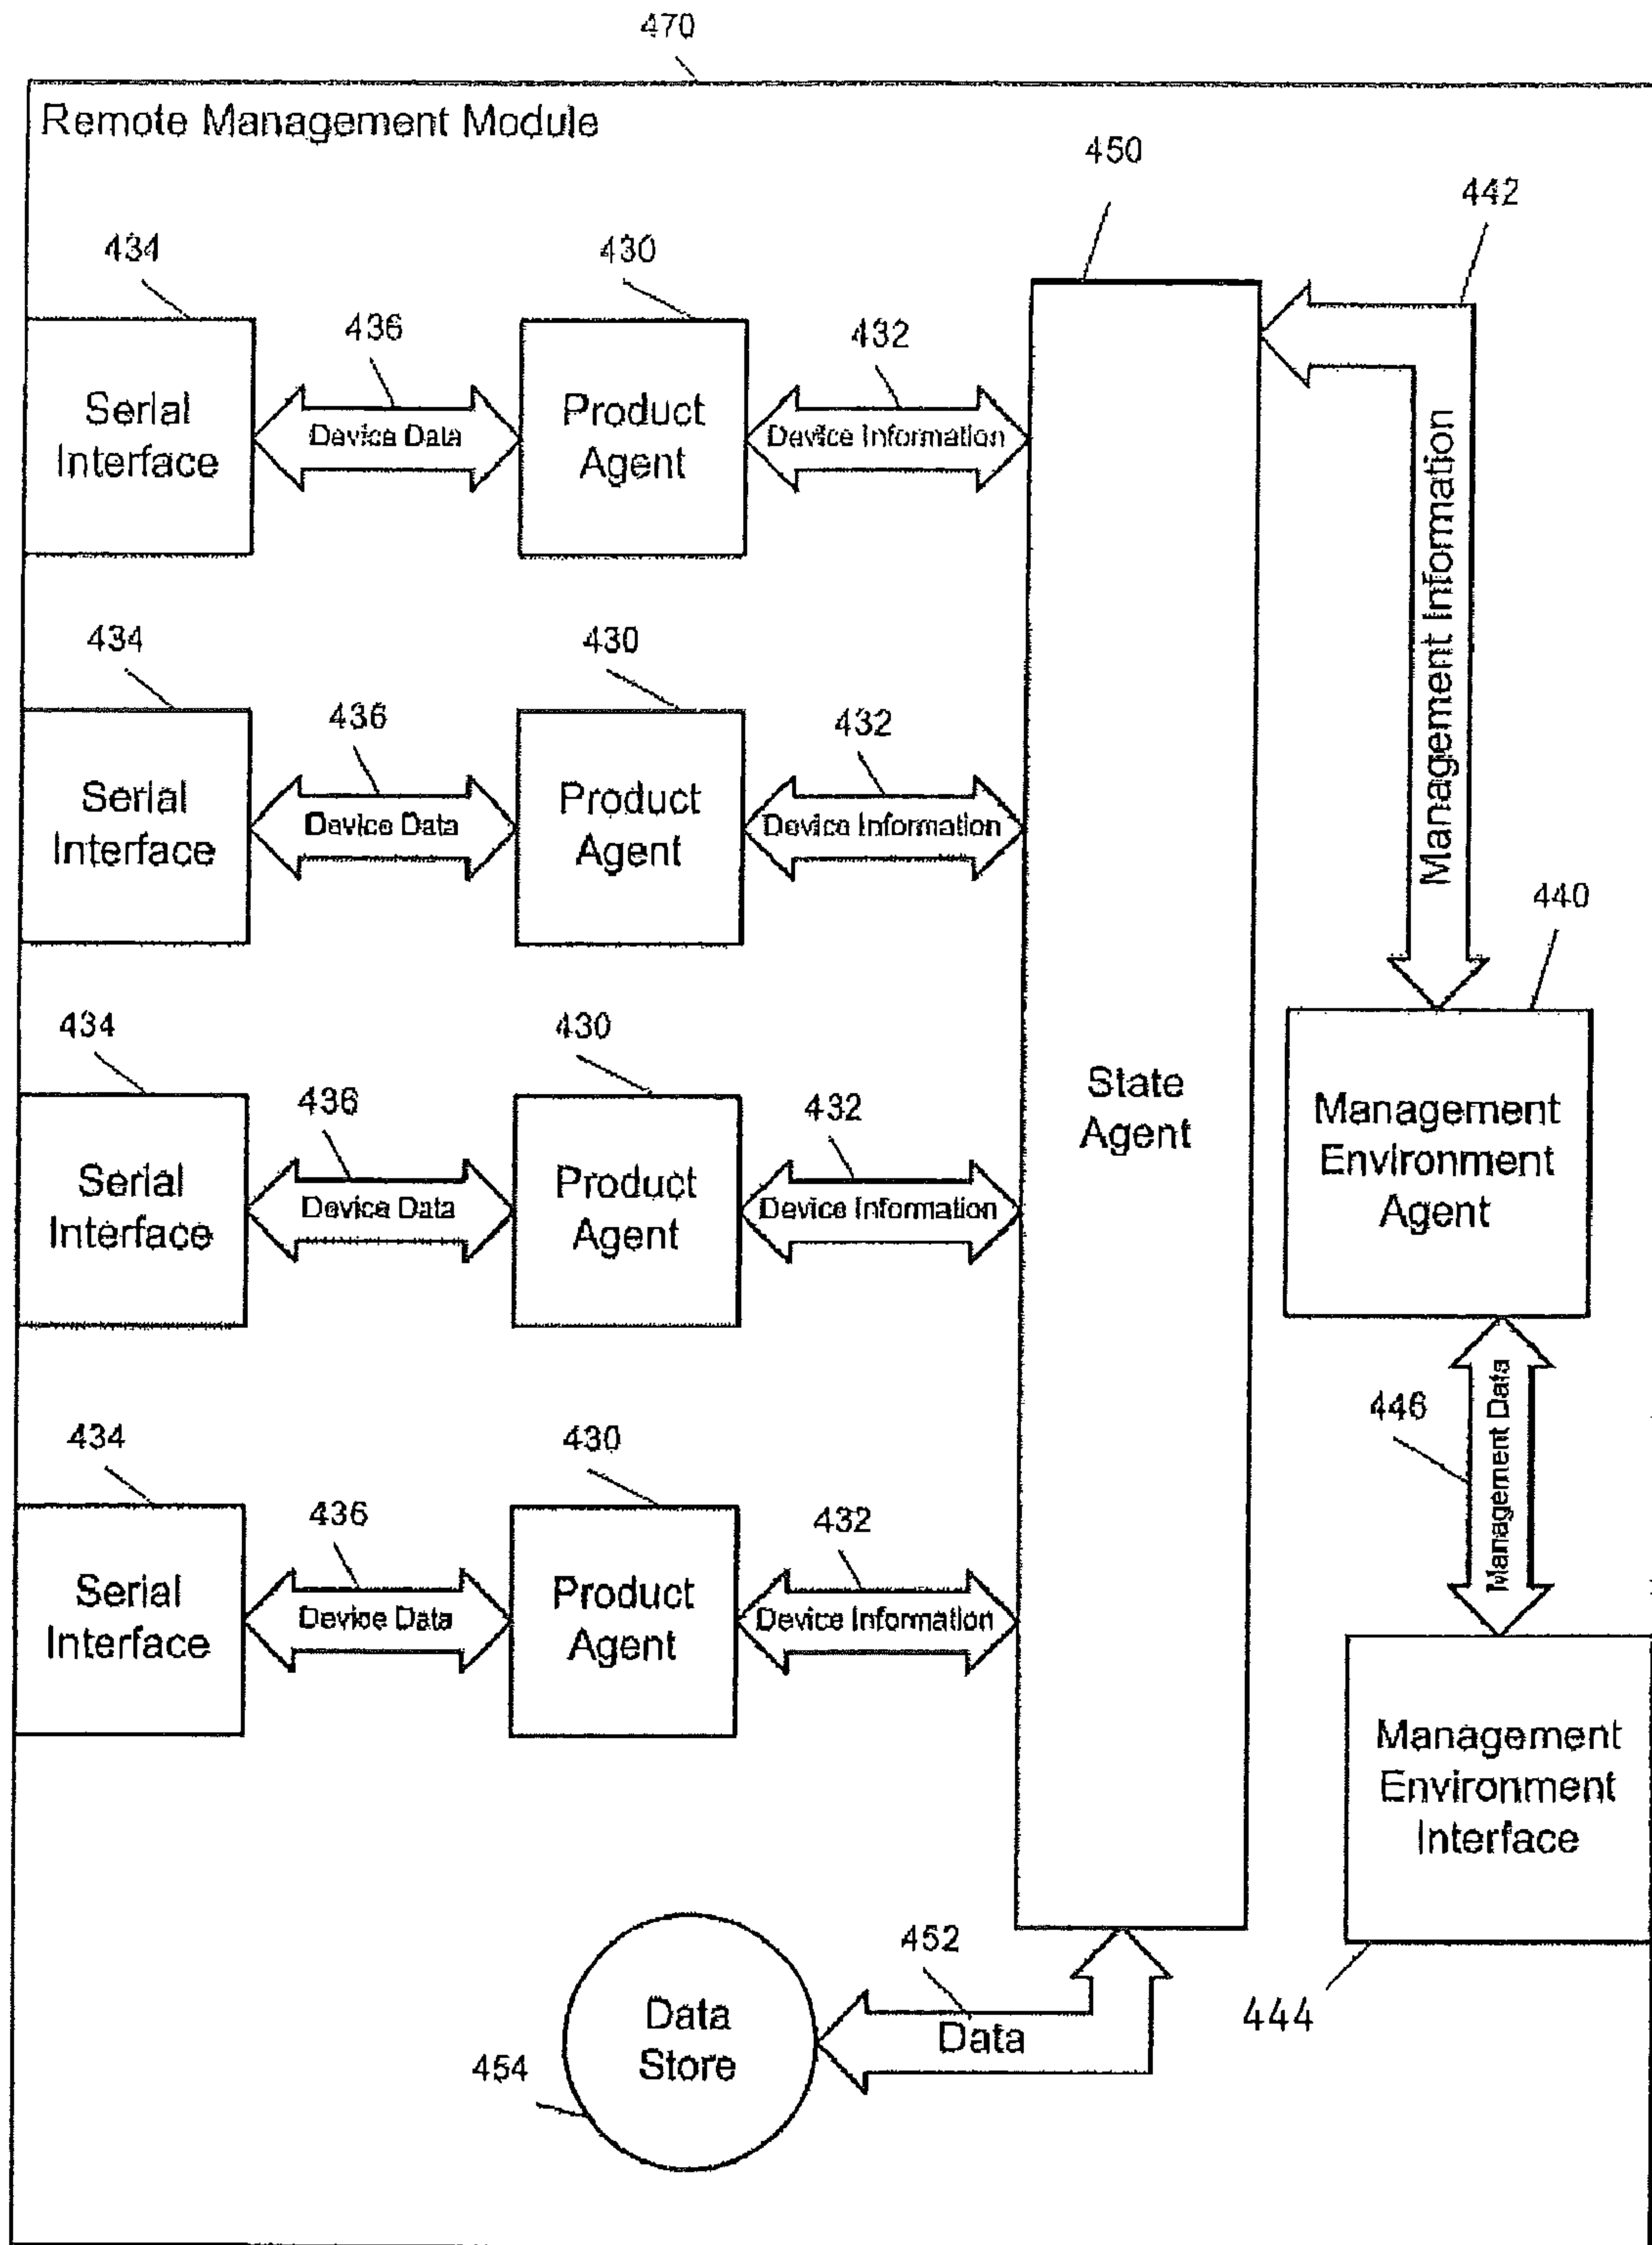 470
Remote Management Module
450
442
434
430
436
432
Serial
Interface
Device Data
Product
Agent
Device Information
Management Information
434
430
436
432
Serial
Interface
Device Data
Product
Agent
Device Information
440
434
430
436
432
Serial
Interface
Device Data
Product
Agent
Device Information
State
Agent
Management
Environment
Agent
446
Management Data
434
430
436
432
Serial
Interface
Device Data
Product
Agent
Device Information
Management
Environment
Interface
444
452
Data
Data
Store
454